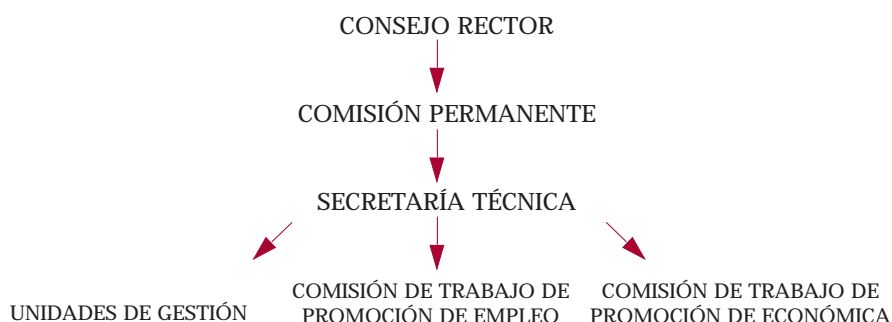 CONSEJO RECTOR
COMISIÓN PERMANENTE
SECRETARÍA TÉCNICA
UNIDADES DE GESTIÓN
COMISIÓN DE TRABAJO DE
PROMOCIÓN DE EMPLEO
COMISIÓN DE TRABAJO DE
PROMOCIÓN DE ECONÓMICA